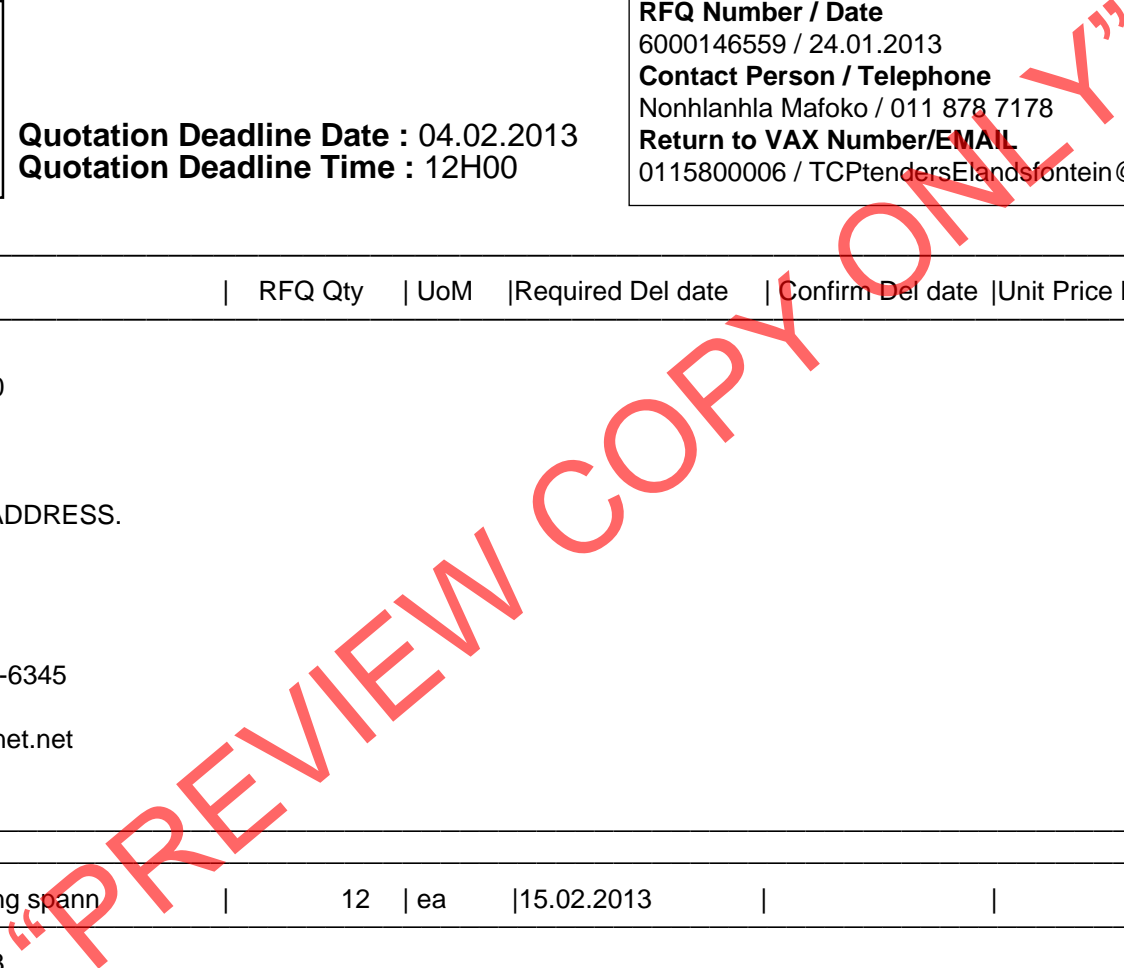 RFQ Number / Date
6000146559 / 24.01.2013
Contact Person / Telephone
Nonhlanhla Mafoko / 011 878 7178
Return to VAX Number/EMAIL
0115800006 / TCPtendersElandsfontein@
Quotation Deadline Date : 04.02.2013
Quotation Deadline Time : 12H00
| RFQ Qty | UoM |Required Del date | Confirm Del date |Unit Price
0
ADDRESS.
-6345
net.net
ng spann | 12 | ea |15.02.2013 | |
“PREVIEW COPY ONLY”